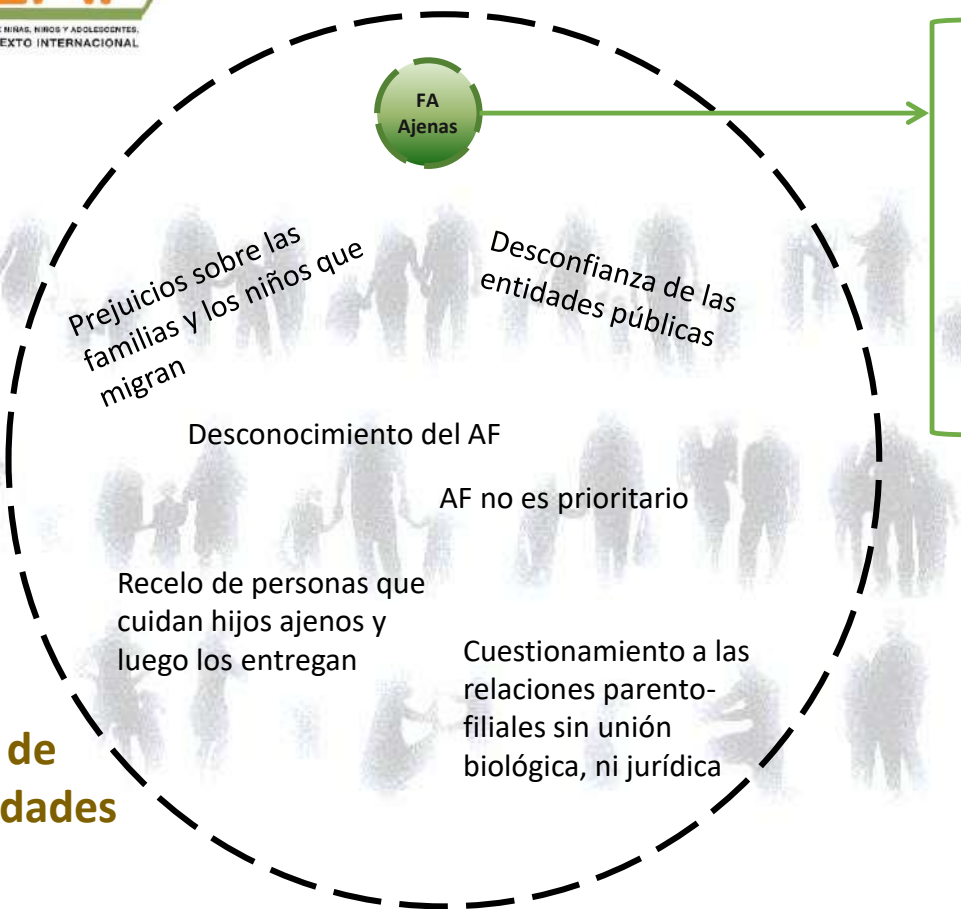 NIÑAS, NIÑOS Y ADOLESCENTES,
EXTO INTERNACIONAL
FA
Ajenas
Prejuicios sobre las
familias y los niños que
migran
Desconfianza de las
entidades públicas
Desconocimiento del AF
AF no es prioritario
Recelo de personas que
cuidan hijos ajenos y
luego los entregan
Cuestionamiento a las
relaciones parento-
filiales sin unión
biológica, ni jurídica
de
dades